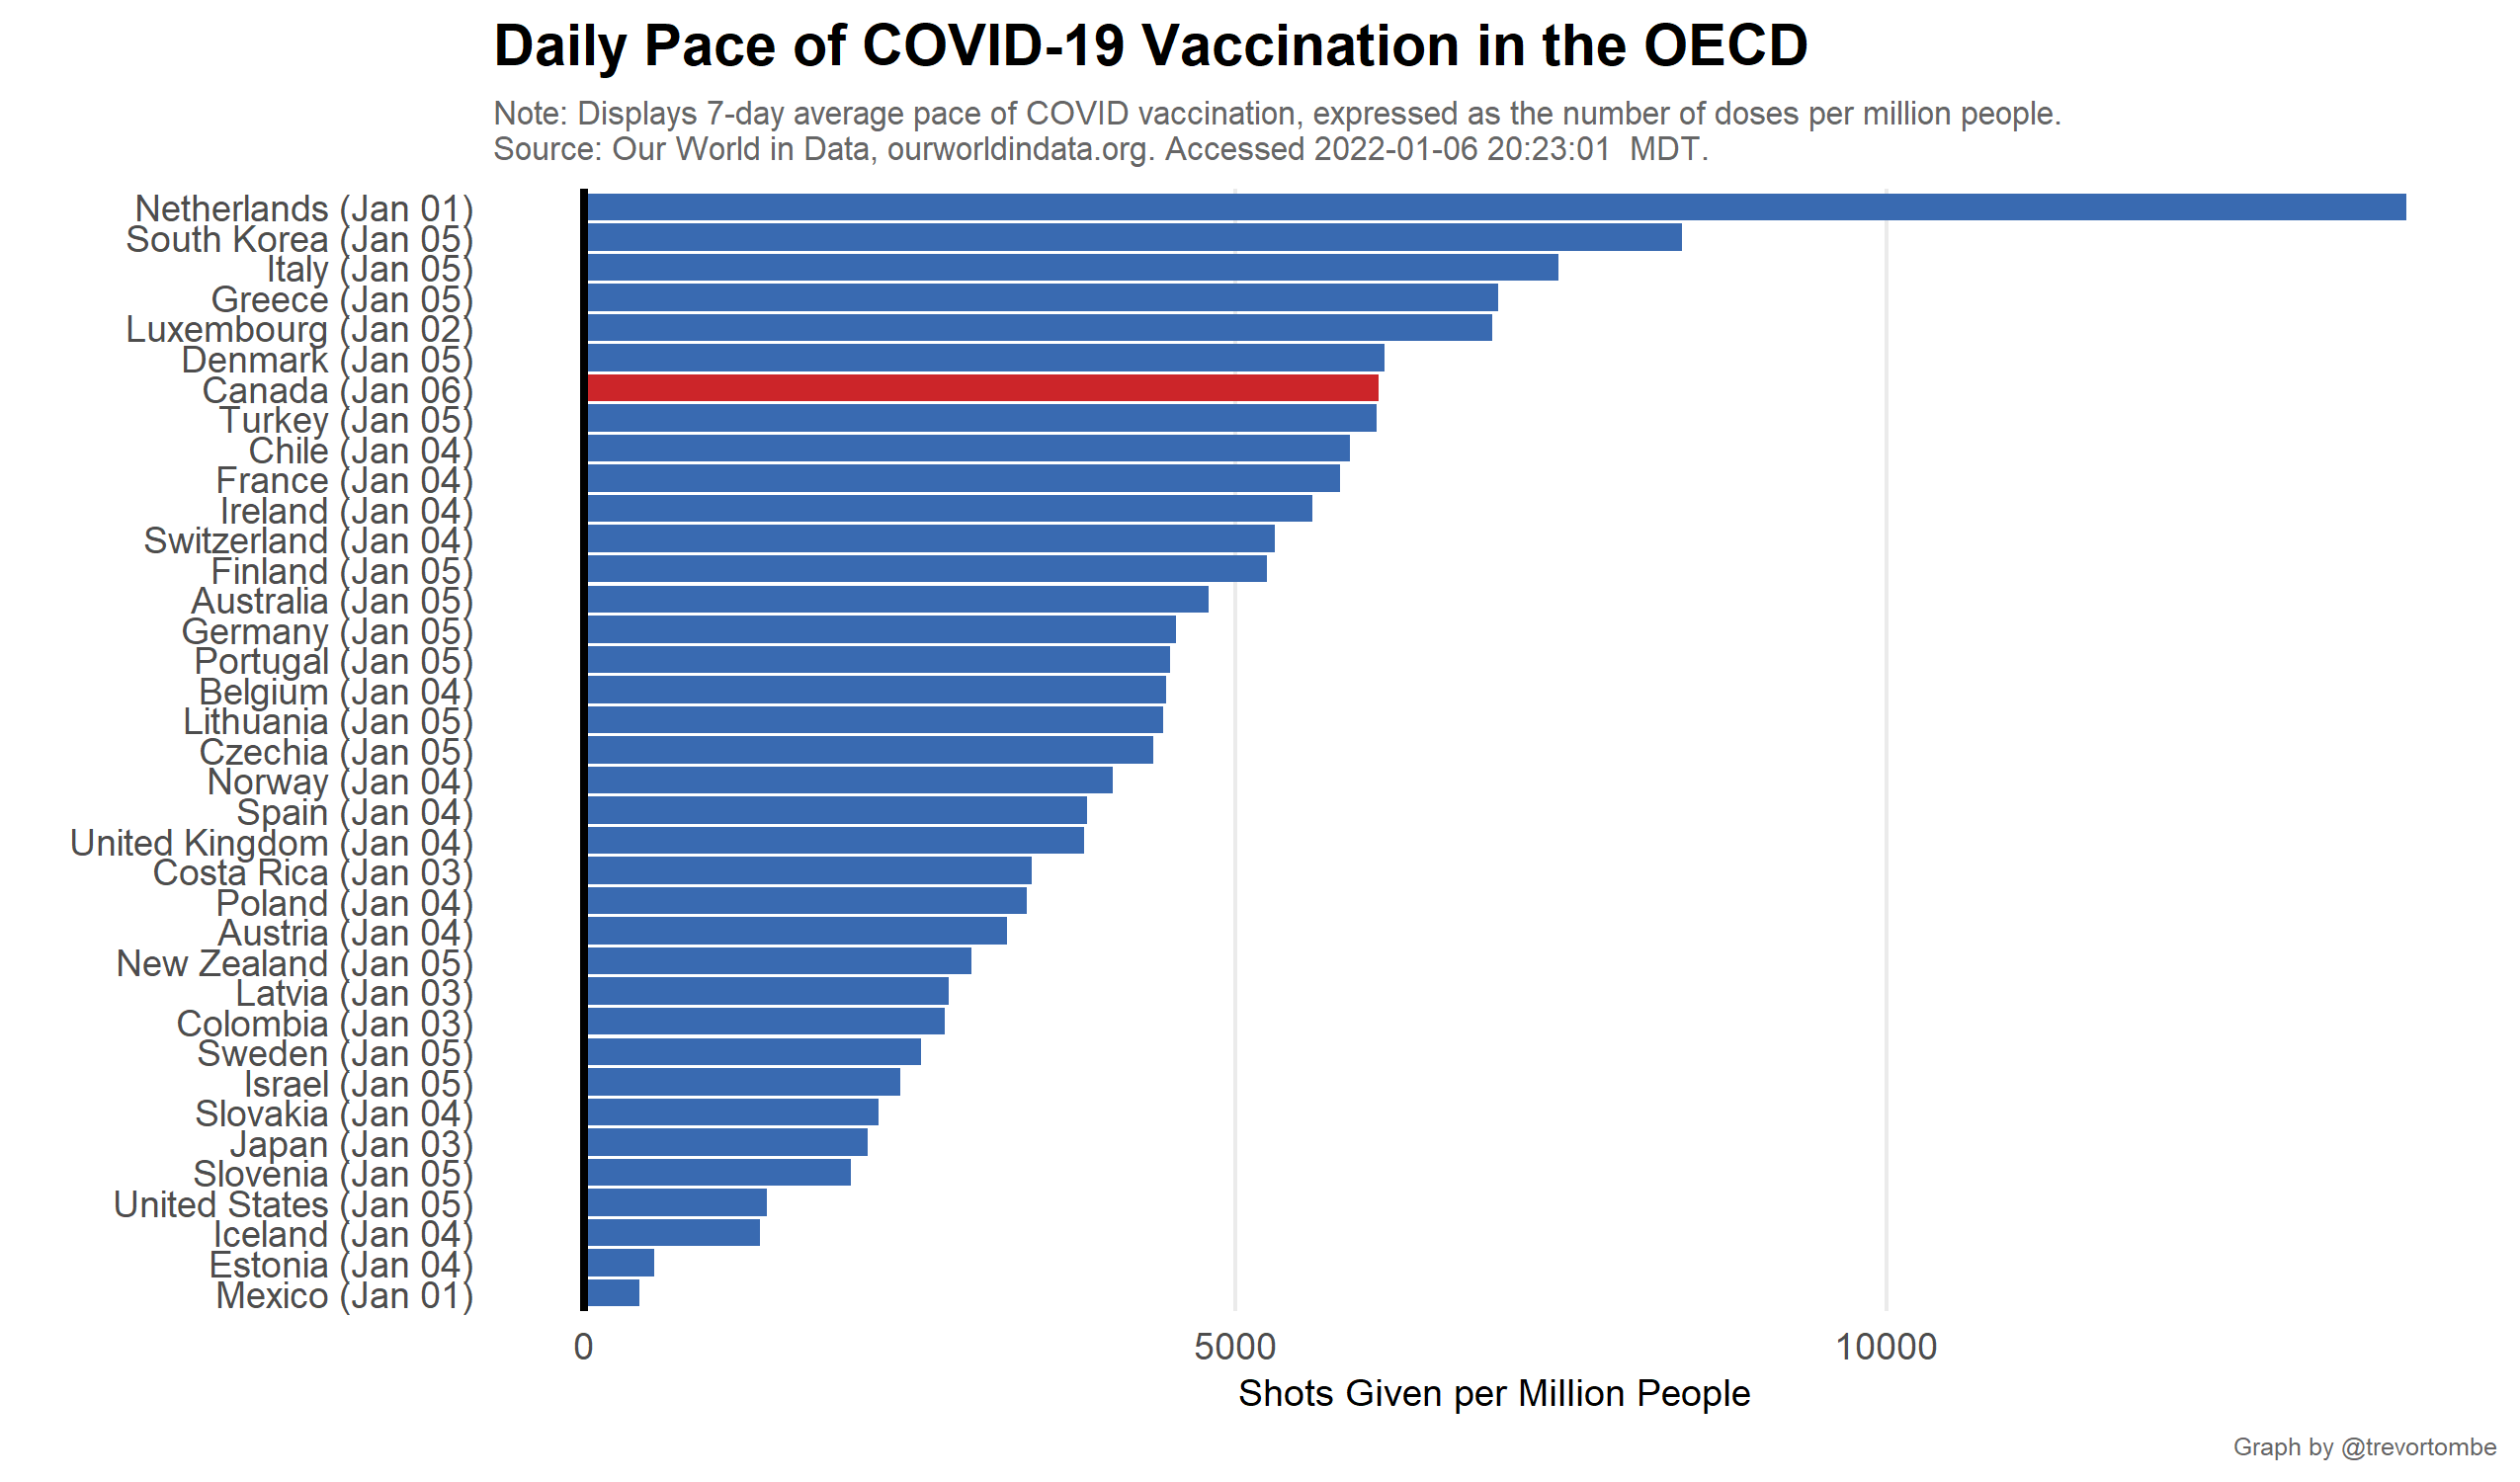 Daily Pace of COVID-19 Vaccination in the OECD
Note: Displays 7-day average pace of COVID vaccination, expressed as the number of doses per million people.
Source: Our World in Data, ourworldindata.org. Accessed 2022-01-06 20:23:01  MDT.
Netherlands (Jan 01)
South Korea (Jan 05)
Italy (Jan 05)
Greece (Jan 05)
Luxembourg (Jan 02)
Denmark (Jan 05)
Canada (Jan 06)
Turkey (Jan 05)
Chile (Jan 04)
France (Jan 04)
Ireland (Jan 04)
Switzerland (Jan 04)
Finland (Jan 05)
Australia (Jan 05)
Germany (Jan 05)
Portugal (Jan 05)
Belgium (Jan 04)
Lithuania (Jan 05)
Czechia (Jan 05)
Norway (Jan 04)
Spain (Jan 04)
United Kingdom (Jan 04)
Costa Rica (Jan 03)
Poland (Jan 04)
Austria (Jan 04)
New Zealand (Jan 05)
Latvia (Jan 03)
Colombia (Jan 03)
Sweden (Jan 05)
Israel (Jan 05)
Slovakia (Jan 04)
Japan (Jan 03)
Slovenia (Jan 05)
United States (Jan 05)
Iceland (Jan 04)
Estonia (Jan 04)
Mexico (Jan 01)
0 5000 10000
Shots Given per Million People
Graph by @trevortombe